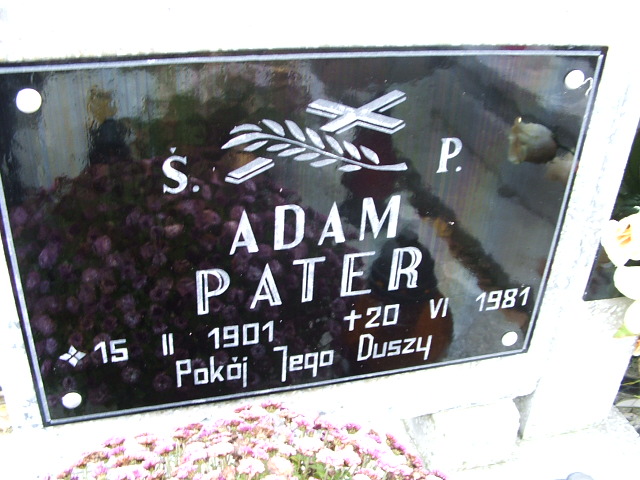 Ś. P.
ADAM
PATER
15 II 1901 +20 VI 1981
Pokój Jego Duszy